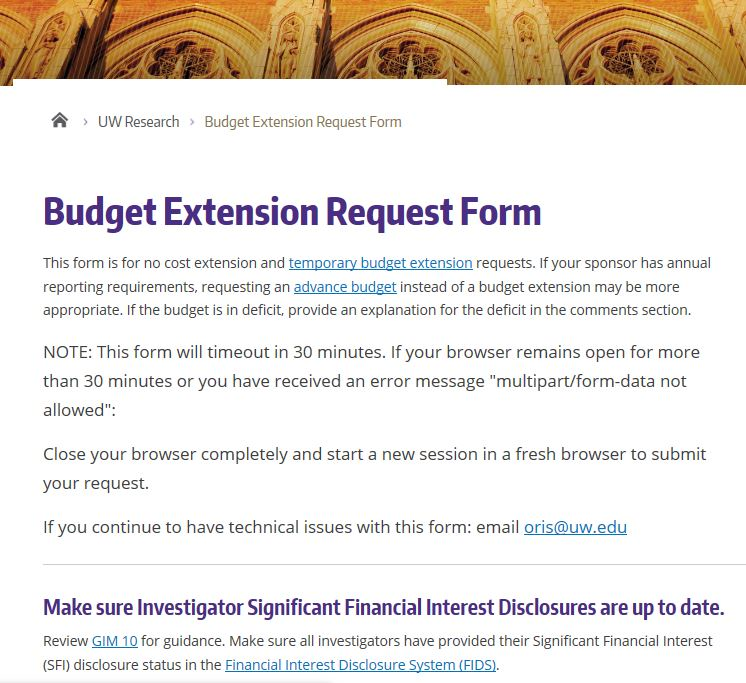 › UW Research › Budget Extension Request Form
Budget Extension Request Form
This form is for no cost extension and temporary budget extension requests. If your sponsor has annual
reporting requirements, requesting an advance budget instead of a budget extension may be more
appropriate. If the budget is in deficit, provide an explanation for the deficit in the comments section.
NOTE: This form will timeout in 30 minutes. If your browser remains open for more
than 30 minutes or you have received an error message "multipart/form-data not
allowed":
Close your browser completely and start a new session in a fresh browser to submit
your request.
If you continue to have technical issues with this form: email oris@uw.edu
Make sure Investigator Significant Financial Interest Disclosures are up to date.
Review GIM 10 for guidance. Make sure all investigators have provided their Significant Financial Interest
(SFI) disclosure status in the Financial Interest Disclosure System (FIDS).